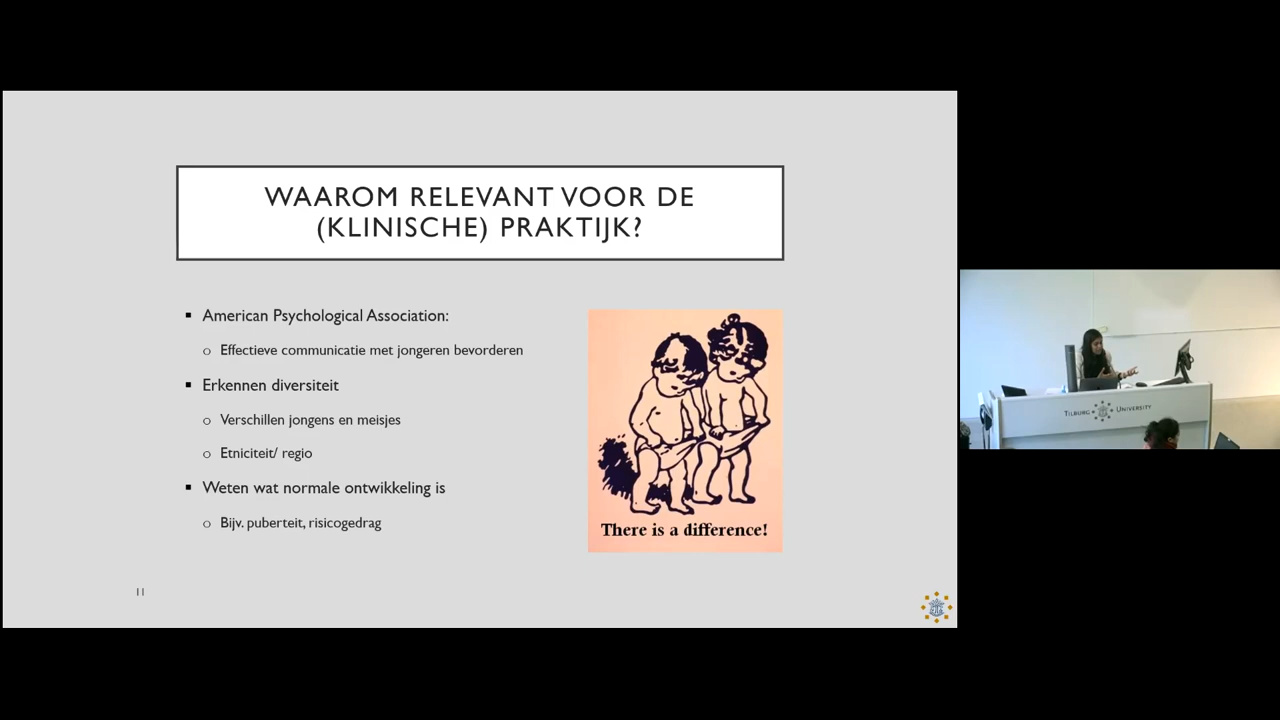 WAAROM RELEVANT VOOR DE
(KLINISCHE) PRAKTIJK?
▪ American Psychological Association:
o Effectieve communicatie met jongeren bevorderen
▪ Erkennen diversiteit
o Verschillen jongens en meisjes
o Etniciteit/ regio
▪ Weten wat normale ontwikkeling is
o Bijv. puberteit, risicogedrag
There is a difference!
11
TILBURG UNIVERSITY